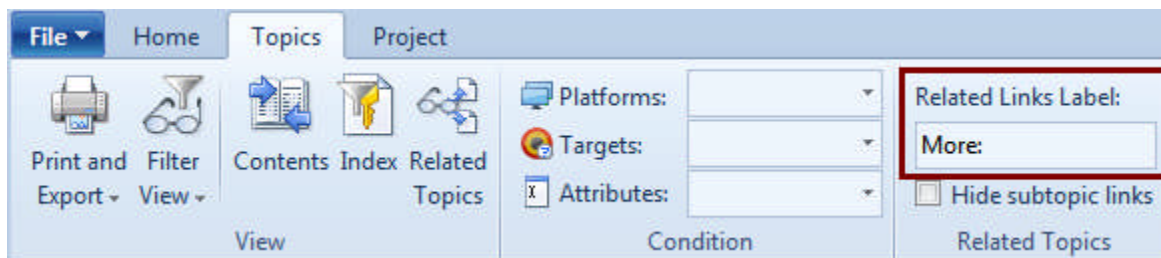 File Home Topics Project
Print and Export
Filter View
Contents
Index
Related Topics
View
Platforms:
Targets:
Attributes:
Condition
Related Links Label:
More:
Hide subtopic links
Related Topics